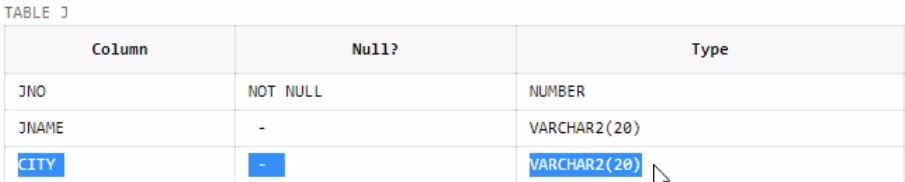 TABLE J
Column Null? Type
JNO NOT NULL NUMBER
JNAME - VARCHAR2(20)
CITY - VARCHAR2(20)